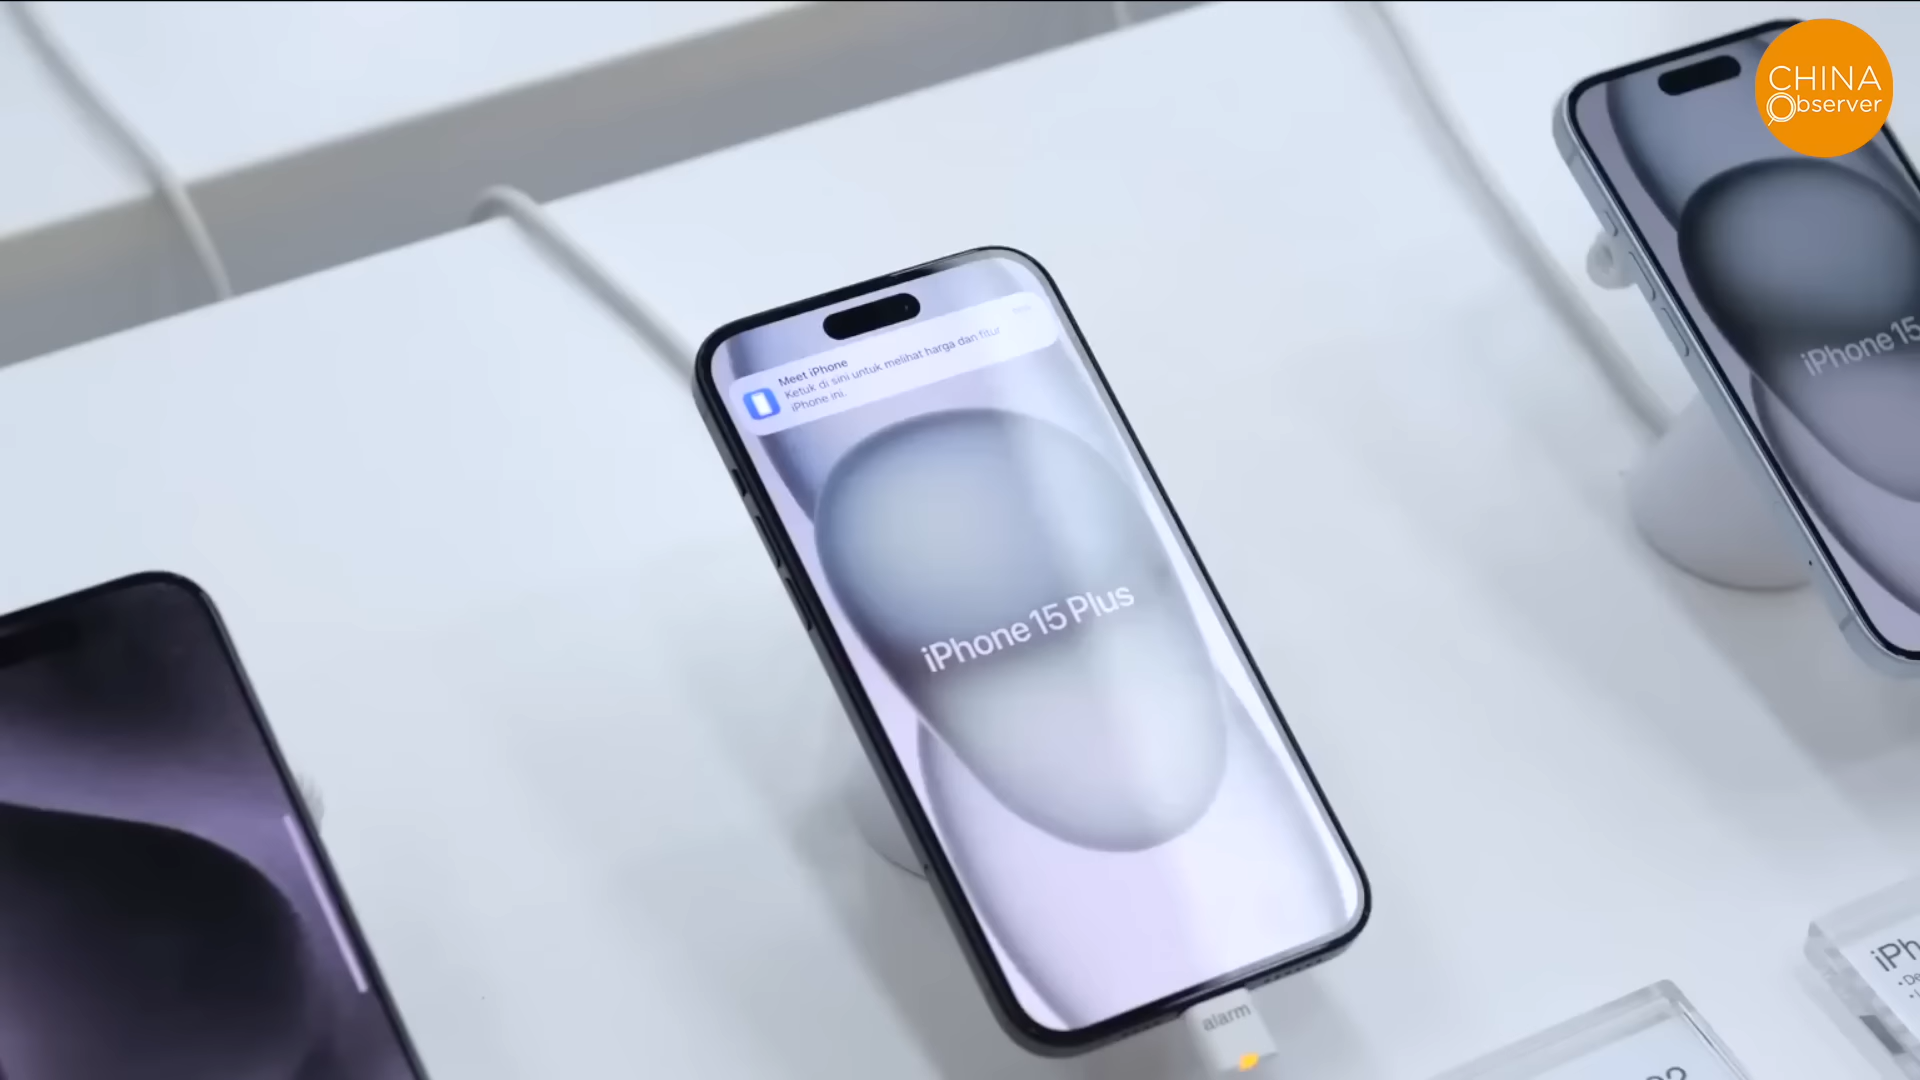 CHINA
Observer
Meet iPhone
Ketuk di sini untuk melihat harga dan fitur
iPhone ini.
iPhone 15 Plus
iPhone 15
alarm
iPh